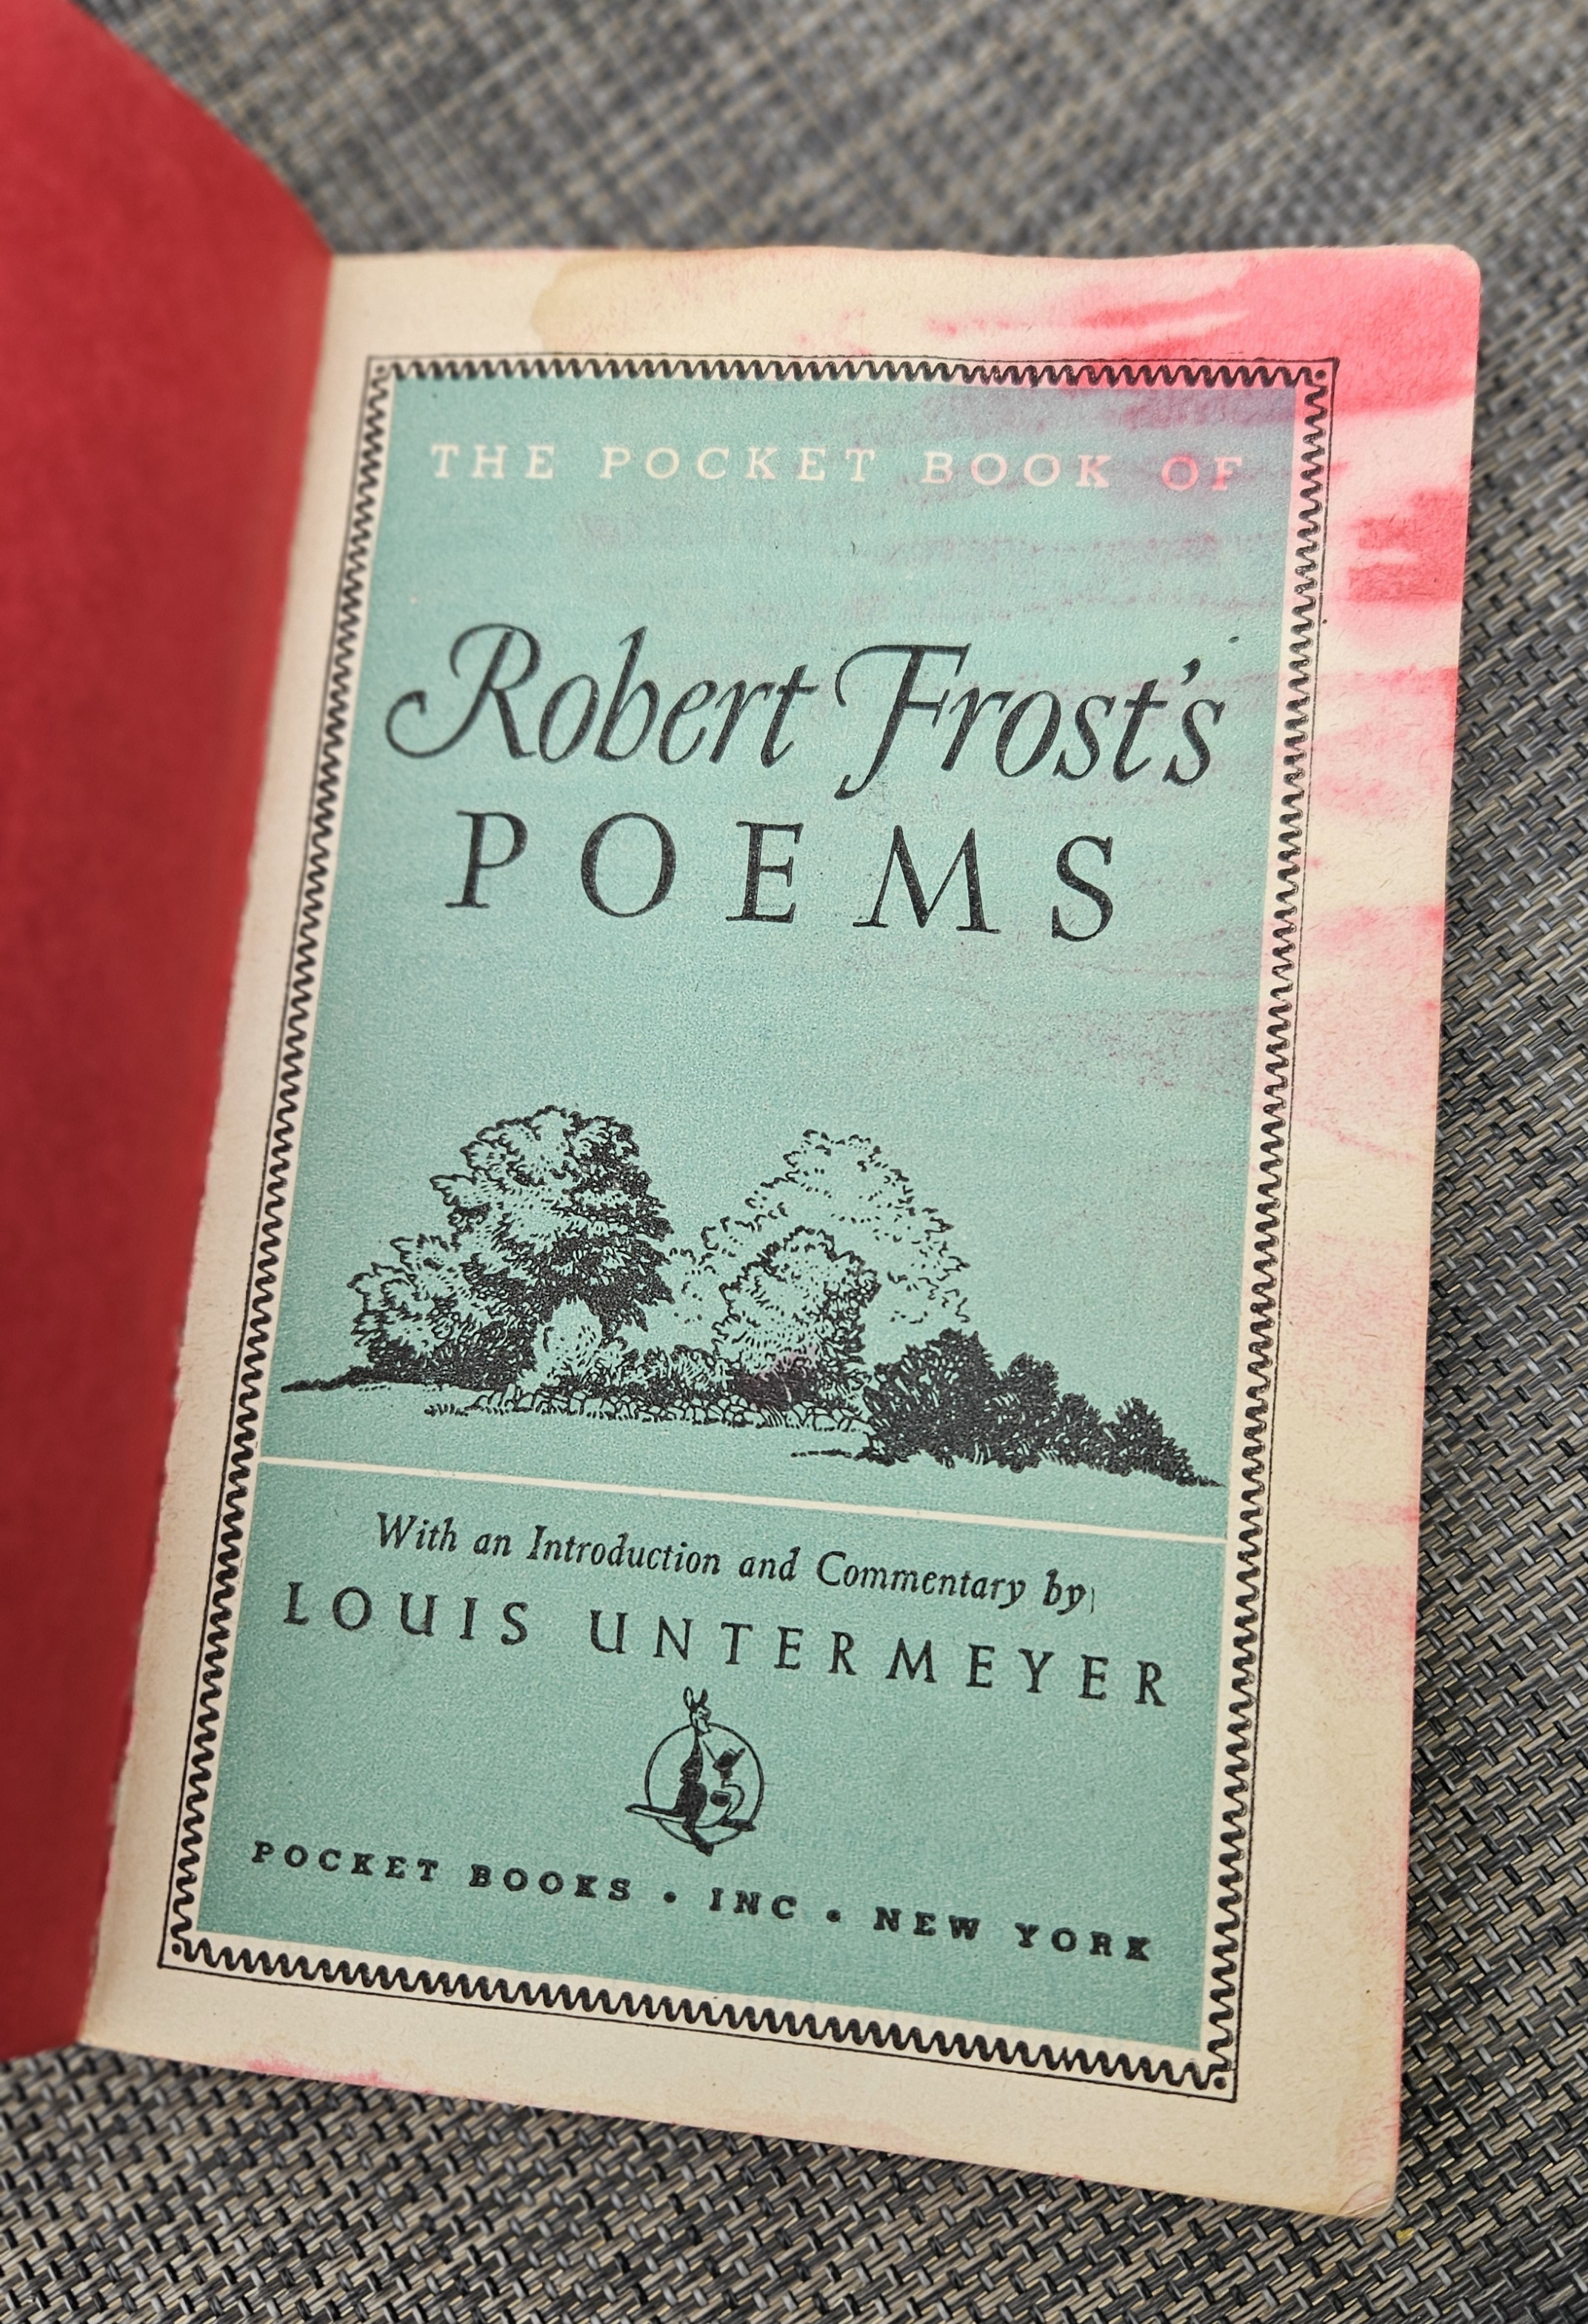 THE POCKET BOOK OF
Robert Frost's
POEMS
With an Introduction and Commentary by
LOUIS UNTERMEYER
POCKET BOOKS • INC • NEW YORK